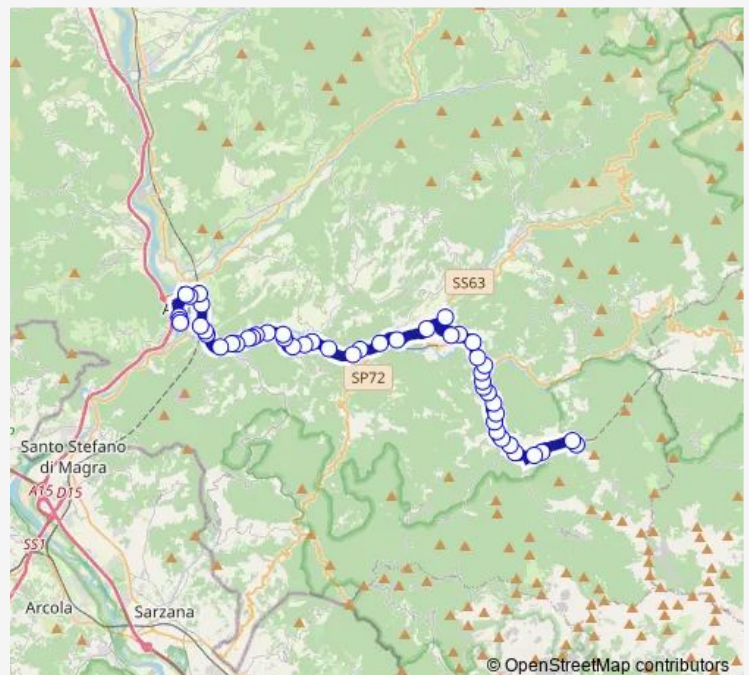 SS63
SP72
Santo Stefano
di Magra
A15 D15
SS1
Arcola
Sarzana
© OpenStreetMap contributors